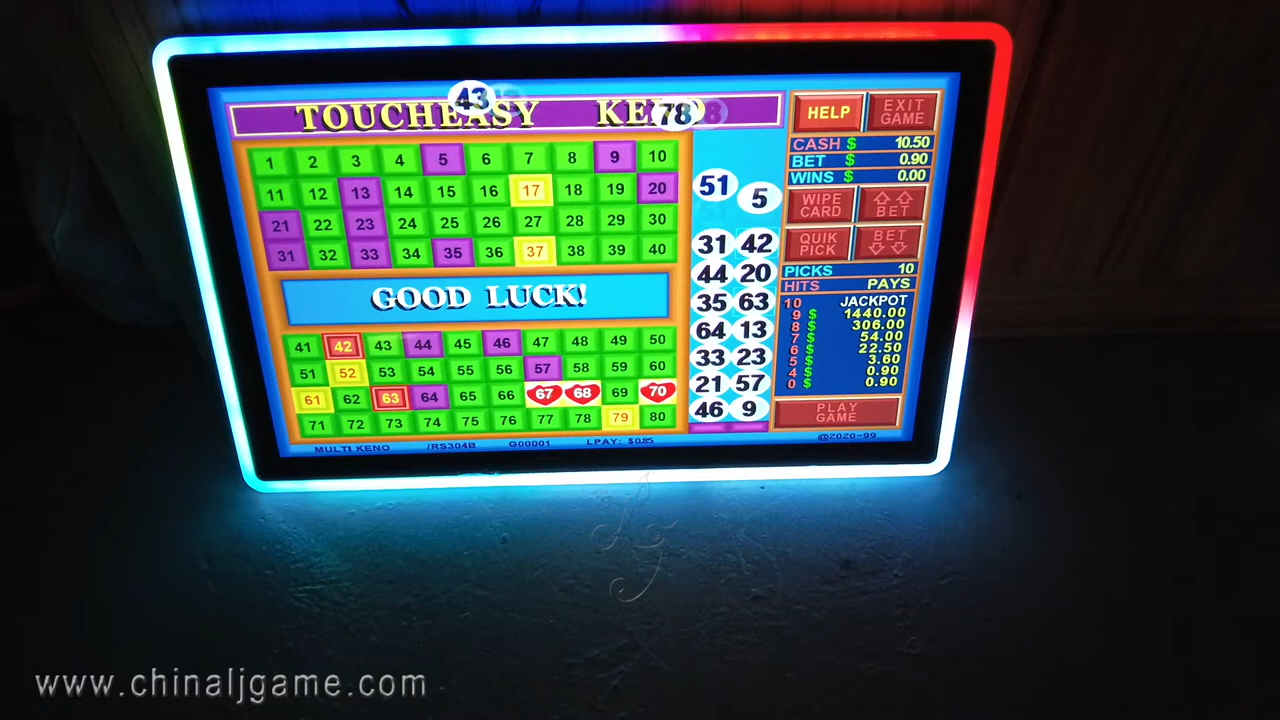 43
TOUCHEASY KE 78
1 2 3 4 5 6 7 8 9 10
11 12 13 14 15 16 17 18 19 20
21 22 23 24 25 26 27 28 29 30
31 32 33 34 35 36 37 38 39 40
GOOD LUCK!
41 42 43 44 45 46 47 48 49 50
51 52 53 54 55 56 57 58 59 60
61 62 63 64 65 66 67 68 69 70
71 72 73 74 75 76 77 78 79 80
MULTI KENO /RS304B G00001 LPAY: $0.85
51 5
31 42
44 20
35 63
64 13
33 23
21 57
46 9
HELP
EXIT
GAME
CASH $ 10.50
BET $ 0.90
WINS $ 0.00
WIPE
CARD
BET
QUIK
PICK
BET
PICKS 10
HITS PAYS
10 JACKPOT
9 $ 1440.00
8 $ 306.00
7 $ 54.00
6 $ 22.50
5 $ 3.60
4 $ 0.90
0 $ 0.90
PLAY
GAME
@2020-99
www.chinaljgame.com